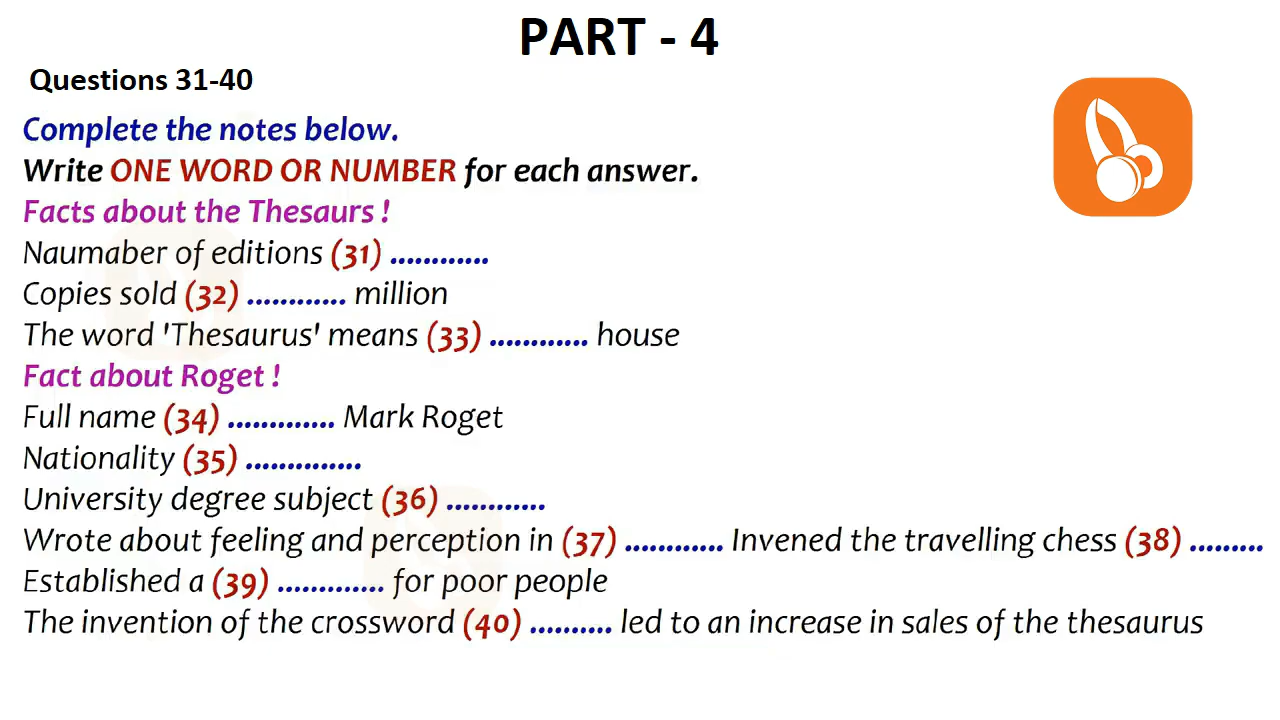 PART - 4
Questions 31-40
Complete the notes below.
Write ONE WORD OR NUMBER for each answer.
Facts about the Thesaurs !
Naumaber of editions (31) ............
Copies sold (32) ............ million
The word 'Thesaurus' means (33) ............ house
Fact about Roget !
Full name (34) ............. Mark Roget
Nationality (35) ..............
University degree subject (36) ............
Wrote about feeling and perception in (37) ............ Invened the travelling chess (38) .........
Established a (39) ............. for poor people
The invention of the crossword (40) .......... led to an increase in sales of the thesaurus